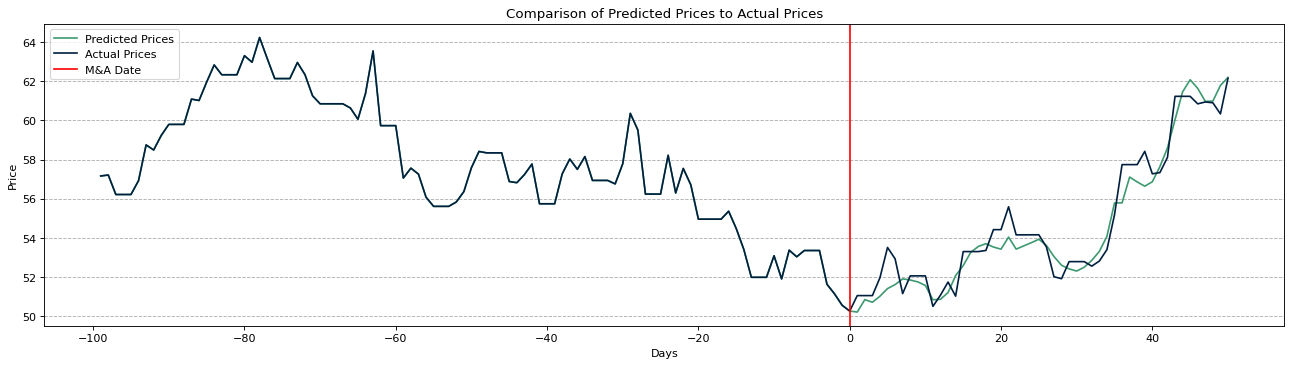 Comparison of Predicted Prices to Actual Prices
Predicted Prices
Actual Prices
M&A Date
Price
64
62
60
58
56
54
52
50
−100 −80 −60 −40 −20 0 20 40
Days